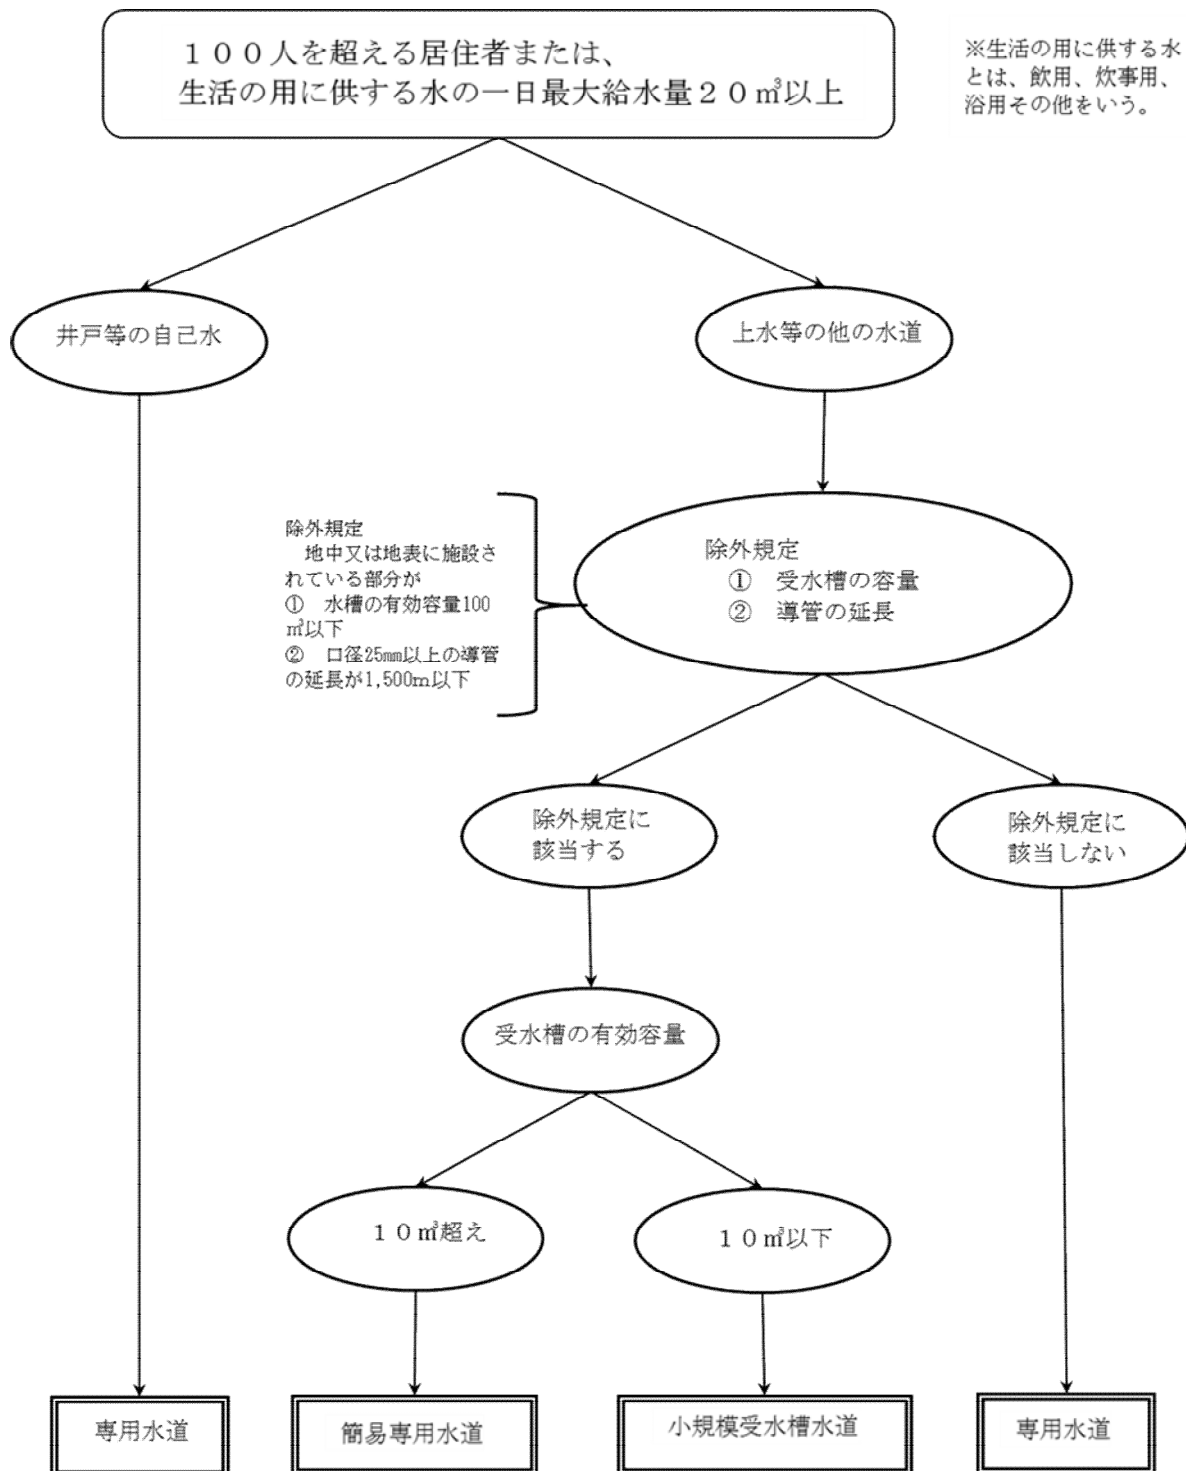 １００人を超える居住者または、
生活の用に供する水の一日最大給水量２０㎥以上
※生活の用に供する水
とは、飲用、炊事用、
浴用その他をいう。
井戸等の自己水
上水等の他の水道
除外規定
地中又は地表に施設さ
れている部分が
① 水槽の有効容量100
㎥以下
② 口径25mm以上の導管
の延長が1,500ｍ以下
除外規定
① 受水槽の容量
② 導管の延長
除外規定に
該当する
除外規定に
該当しない
受水槽の有効容量
１０㎥超え
１０㎥以下
専用水道
簡易専用水道
小規模受水槽水道
専用水道